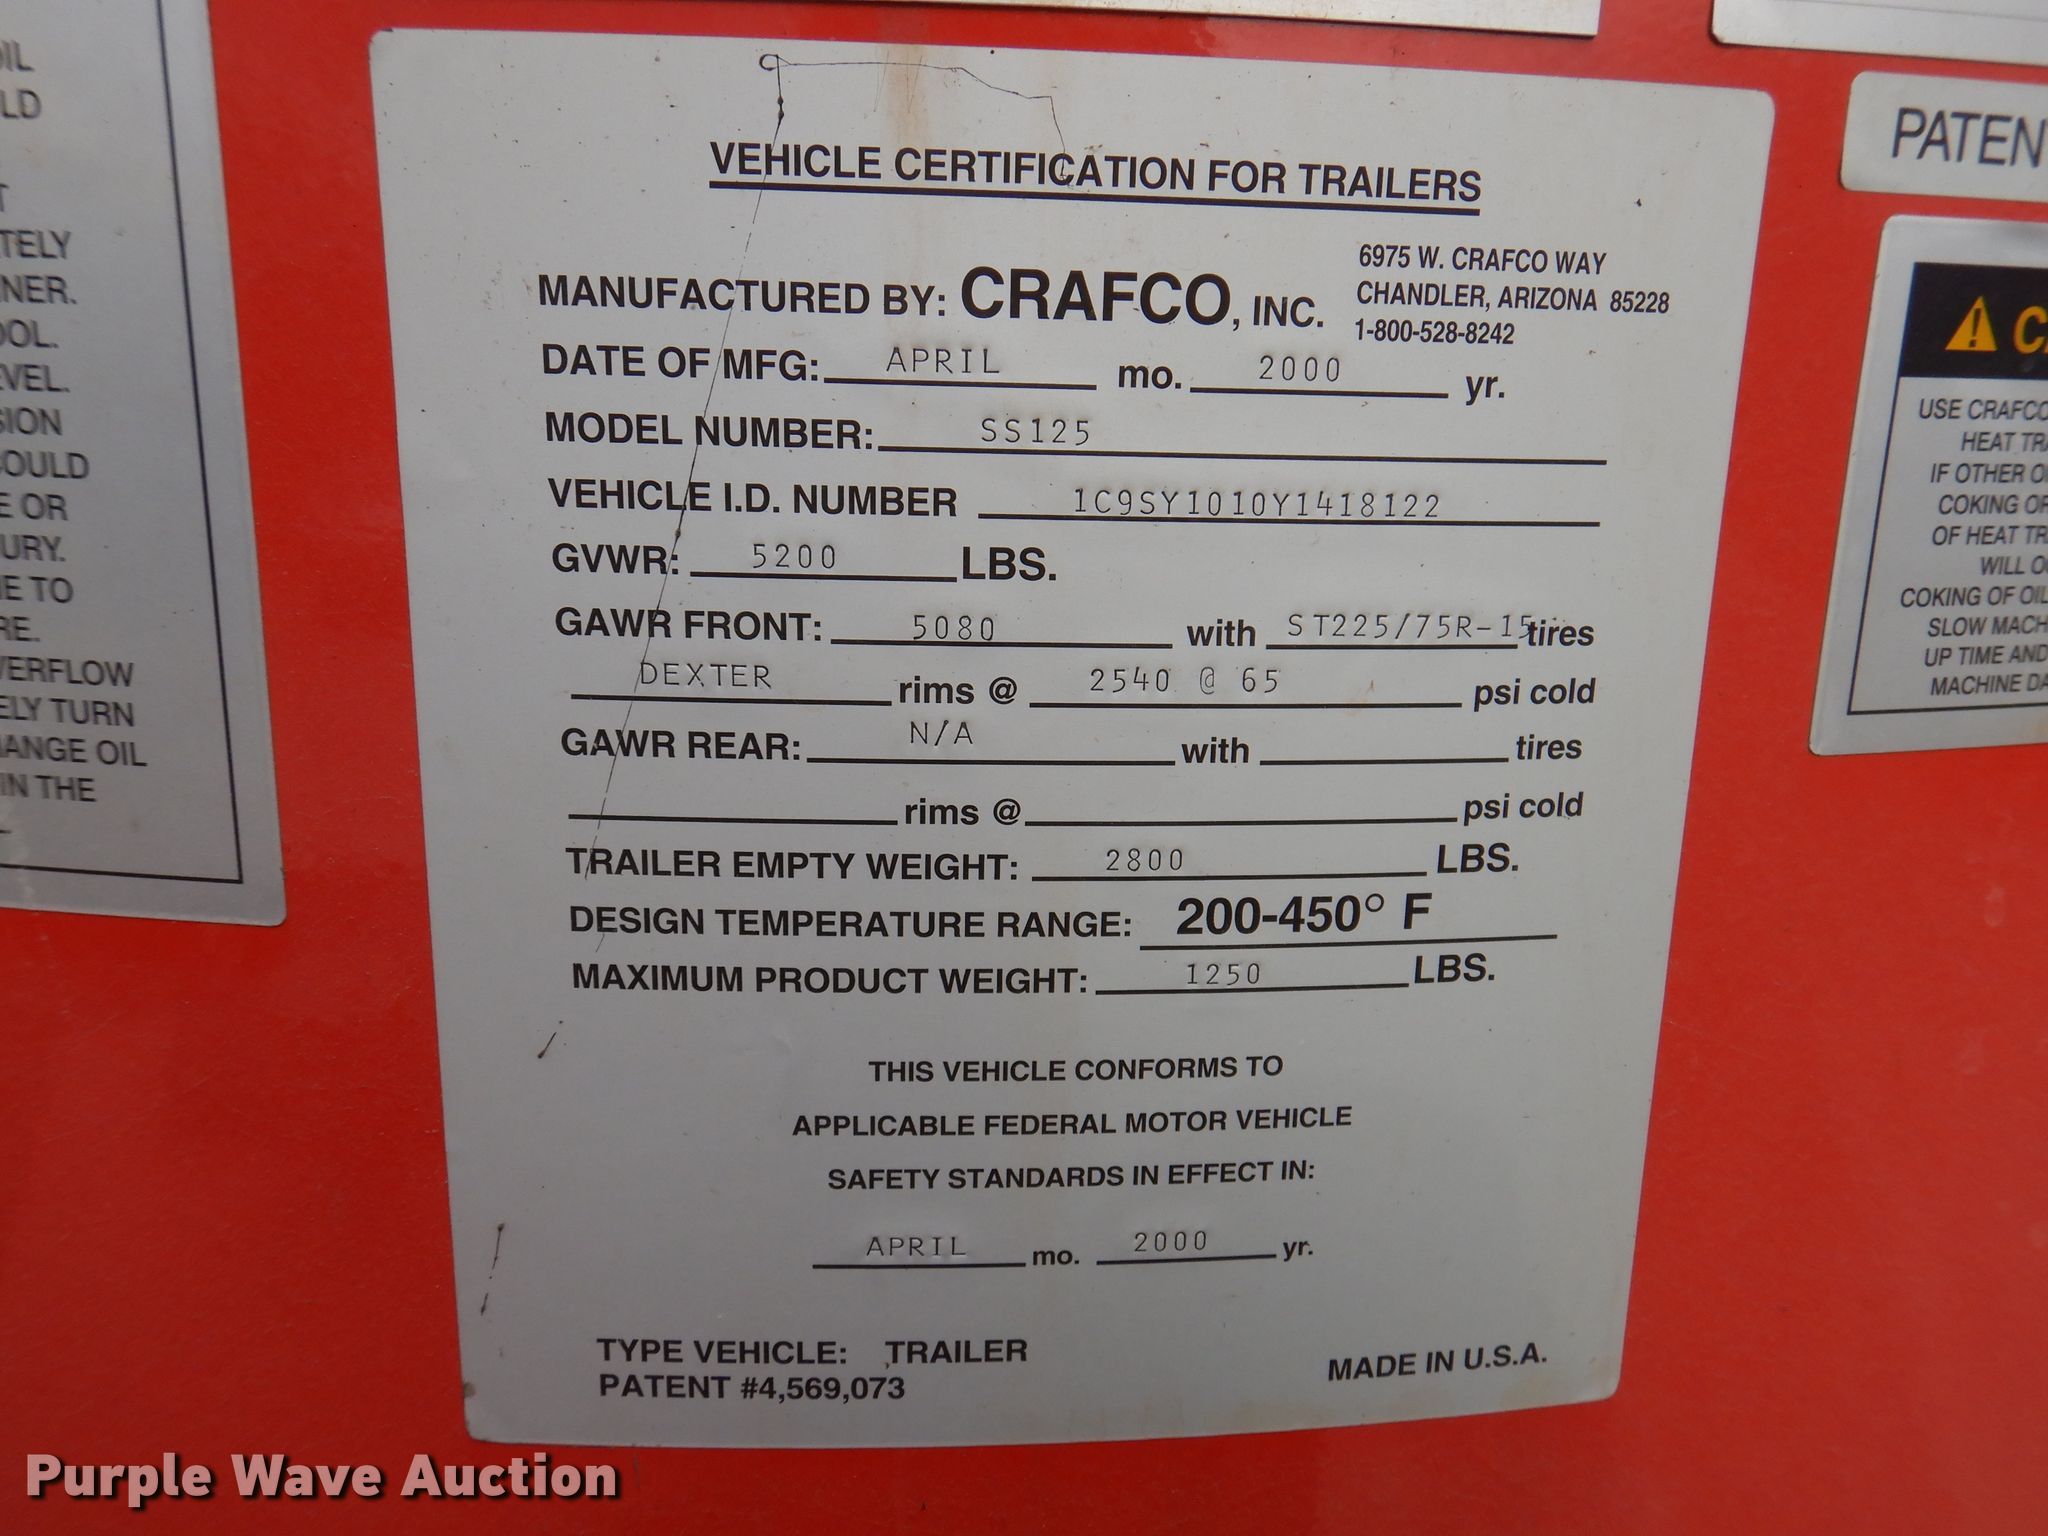 OIL
T
TELY
NER.
OOL.
EVEL.
SION
COULD
E OR
URY.
E TO
RE.
VERFLOW
ELY TURN
HANGE OIL
IN THE
VEHICLE CERTIFICATION FOR TRAILERS
MANUFACTURED BY: CRAFCO, INC.
6975 W. CRAFCO WAY
CHANDLER, ARIZONA 85228
1-800-528-8242
DATE OF MFG: APRIL mo. 2000 yr.
MODEL NUMBER: SS125
VEHICLE I.D. NUMBER 1C9SY1010Y1418122
GVWR: 5200 LBS.
GAWR FRONT: 5080 with ST225/75R-15 tires
DEXTER rims @ 2540 @ 65 psi cold
GAWR REAR: N/A with tires
rims @ psi cold
TRAILER EMPTY WEIGHT: 2800 LBS.
DESIGN TEMPERATURE RANGE: 200-450° F
MAXIMUM PRODUCT WEIGHT: 1250 LBS.
THIS VEHICLE CONFORMS TO
APPLICABLE FEDERAL MOTOR VEHICLE
SAFETY STANDARDS IN EFFECT IN:
APRIL mo. 2000 yr.
TYPE VEHICLE: TRAILER
PATENT #4,569,073
MADE IN U.S.A.
PATEN
USE CRAFCO
HEAT TRA
IF OTHER O
COKING OR
OF HEAT TR
WILL O
COKING OF OIL
SLOW MACH
UP TIME AND
MACHINE DA
Purple Wave Auction